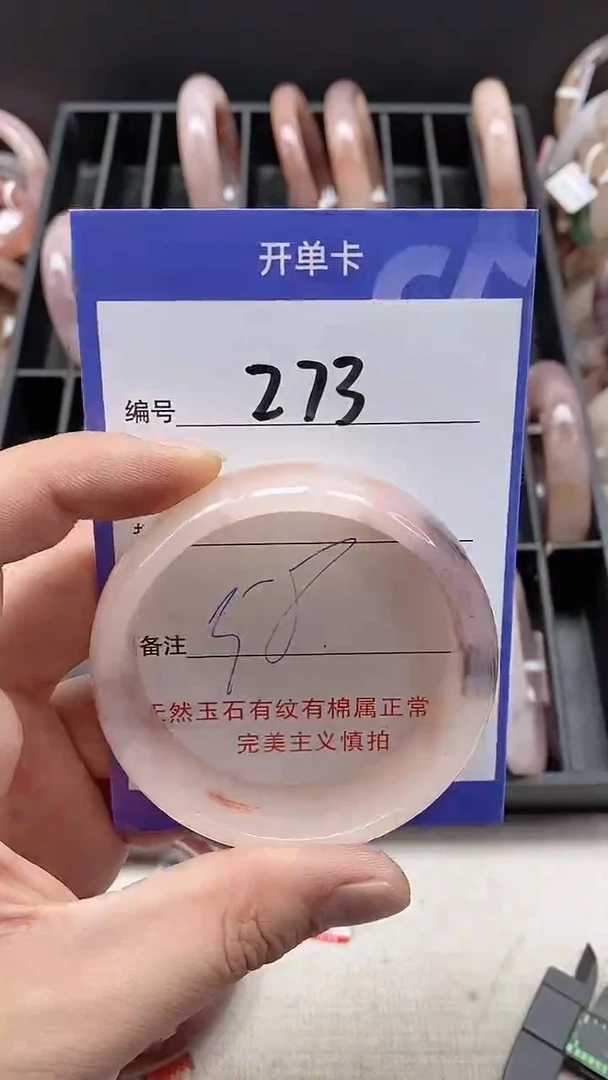 开单卡
编号 273
备注 58.
天然玉石有纹有棉属正常
完美主义慎拍